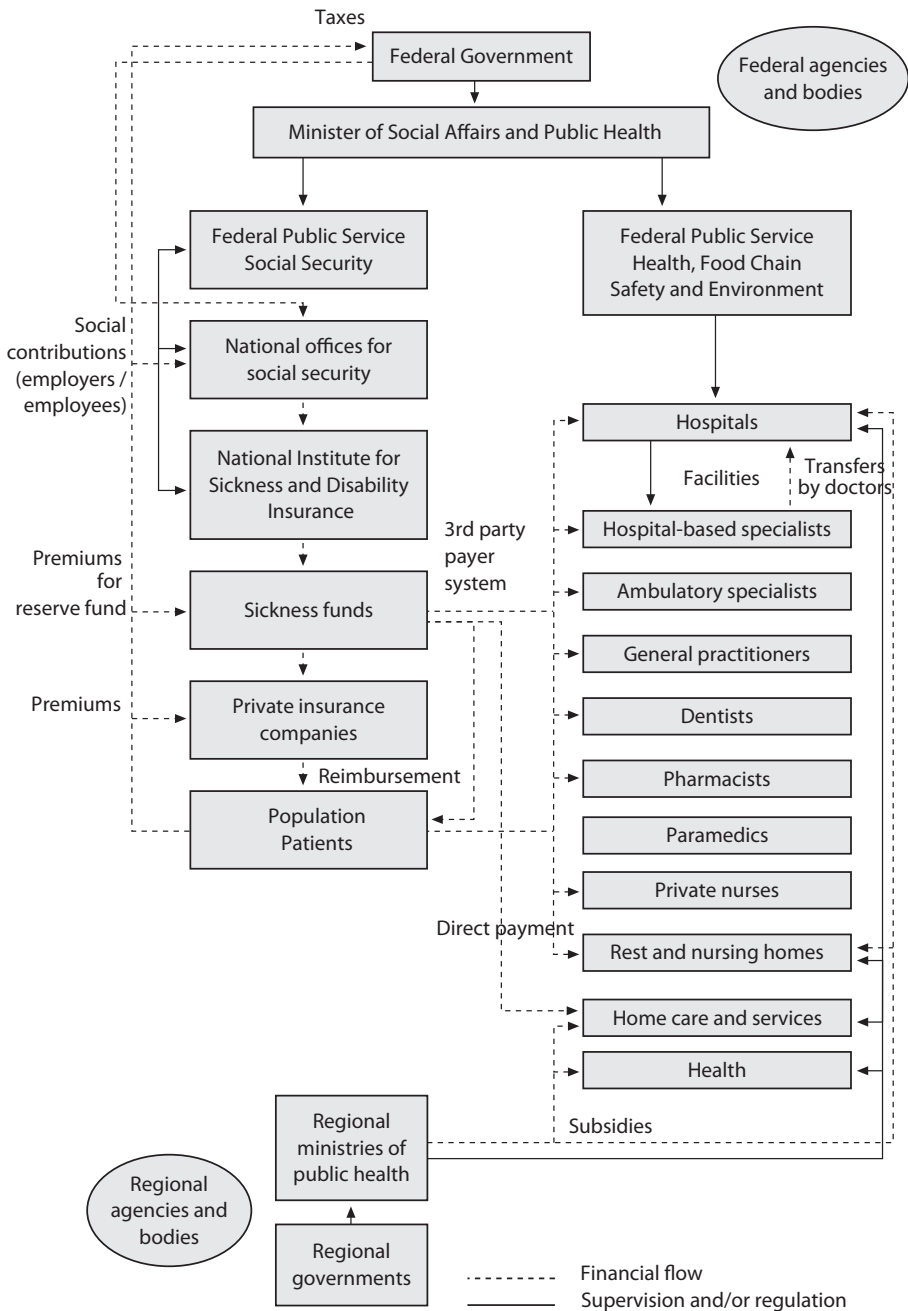 Taxes
Federal Government
Federal agencies
and bodies
Minister of Social Affairs and Public Health
Federal Public Service
Social Security
Federal Public Service
Health, Food Chain
Safety and Environment
Social
contributions
(employers /
employees)
National offices for
social security
Hospitals
National Institute for
Sickness and Disability
Insurance
Facilities
Transfers
by doctors
Hospital-based specialists
3rd party
payer
system
Premiums
for
reserve fund
Sickness funds
Ambulatory specialists
General practitioners
Premiums
Private insurance
companies
Dentists
Reimbursement
Pharmacists
Population
Patients
Paramedics
Private nurses
Direct payment
Rest and nursing homes
Home care and services
Health
Subsidies
Regional
ministries of
public health
Regional
agencies and
bodies
Regional
governments
Financial flow
Supervision and/or regulation